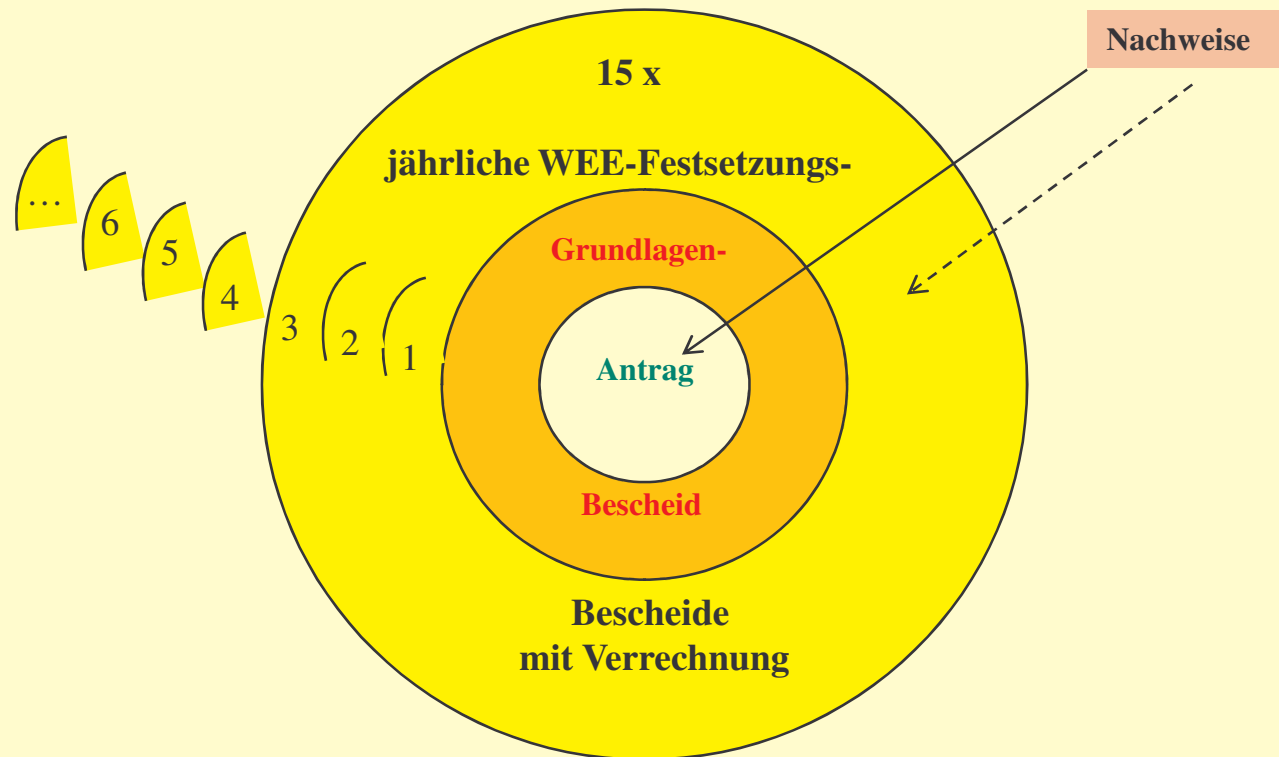 Nachweise
15 x
jährliche WEE-Festsetzungs-
…
6
5
4
3
2
1
Grundlagen-
Antrag
Bescheid
Bescheide
mit Verrechnung